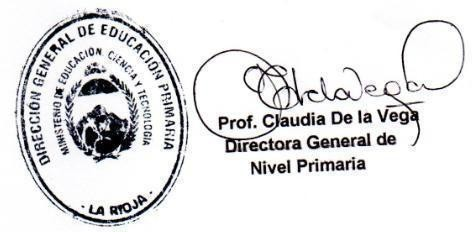 DIRECCIÓN GENERAL DE EDUCACIÓN PRIMARIA
MINISTERIO DE EDUCACIÓN, CIENCIA Y TECNOLOGIA
- LA RIOJA -
Prof. Claudia De la Vega
Directora General de
Nivel Primaria